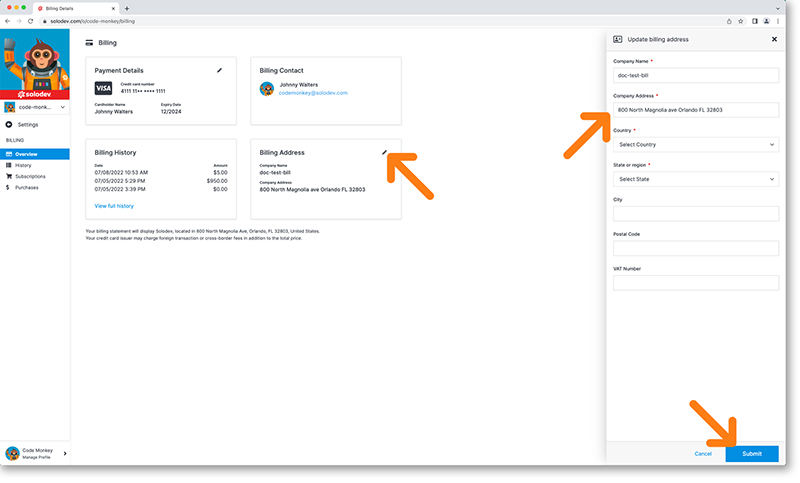 Billing Details
solodev.com/o/code-monkey/billing
solodev
code-monk...
Settings
BILLING
Overview
History
Subscriptions
$ Purchases
Code Monkey
Manage Profile
Billing
Payment Details
VISA
Credit card number
4111 11•• •••• 1111
Cardholder Name
Expiry Date
Johnny Walters
12/2024
Billing Contact
Johnny Walters
codemonkey@solodev.com
Billing History
Date
Amount
07/08/2022 10:53 AM
$5.00
07/05/2022 5:29 PM
$950.00
07/05/2022 3:39 PM
$0.00
View full history
Billing Address
Company Name
doc-test-bill
Company Address
800 North Magnolia ave Orlando FL 32803
Your billing statement will display Solodev, located in 800 North Magnolia Ave, Orlando, FL 32803, United States.
Your credit card issuer may charge foreign transaction or cross-border fees in addition to the total price.
Update billing address
Company Name *
doc-test-bill
Company Address *
800 North Magnolia ave Orlando FL 32803
Country *
Select Country
State or region *
Select State
City
Postal Code
VAT Number
Cancel
Submit